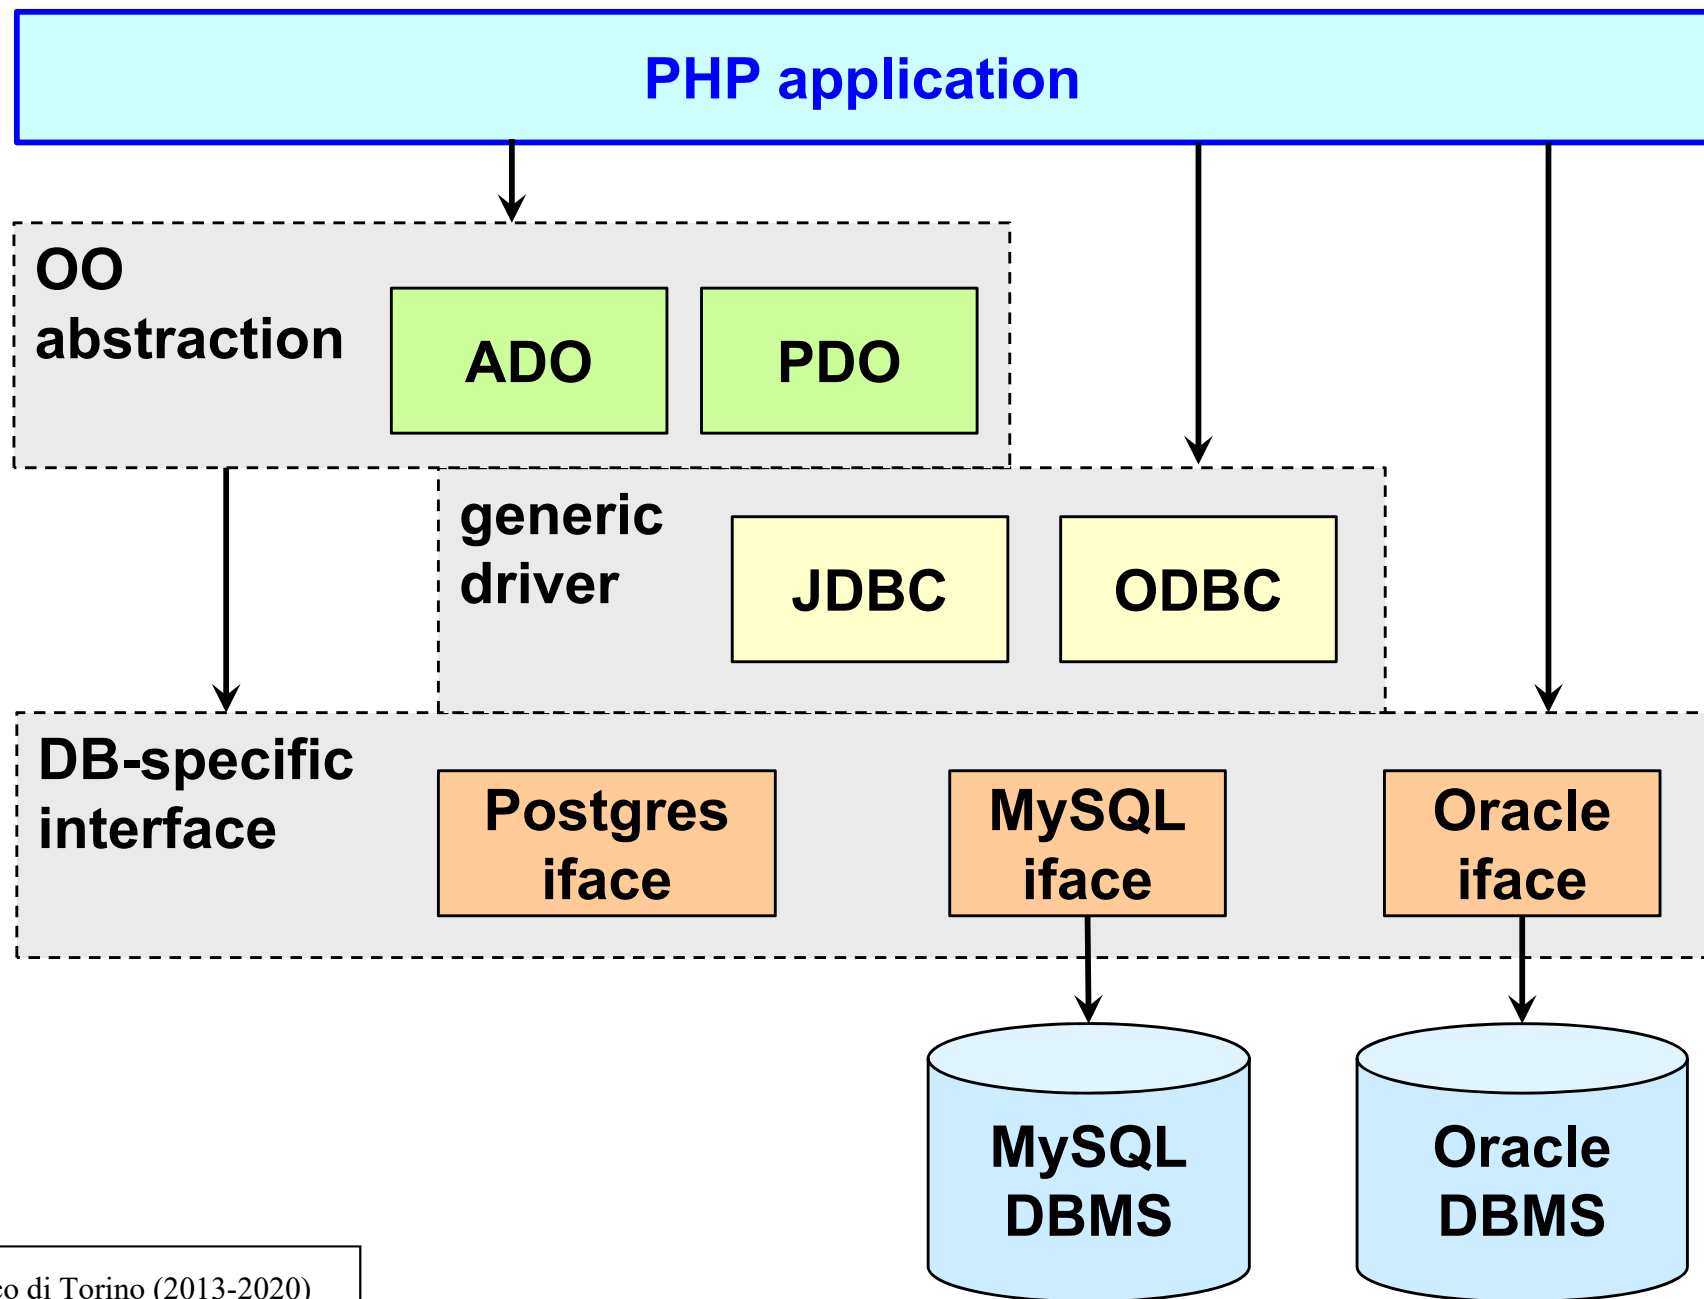 PHP application
OO
abstraction
ADO
PDO
generic
driver
JDBC
ODBC
DB-specific
interface
Postgres
iface
MySQL
iface
Oracle
iface
MySQL
DBMS
Oracle
DBMS
di Torino (2013-2020)